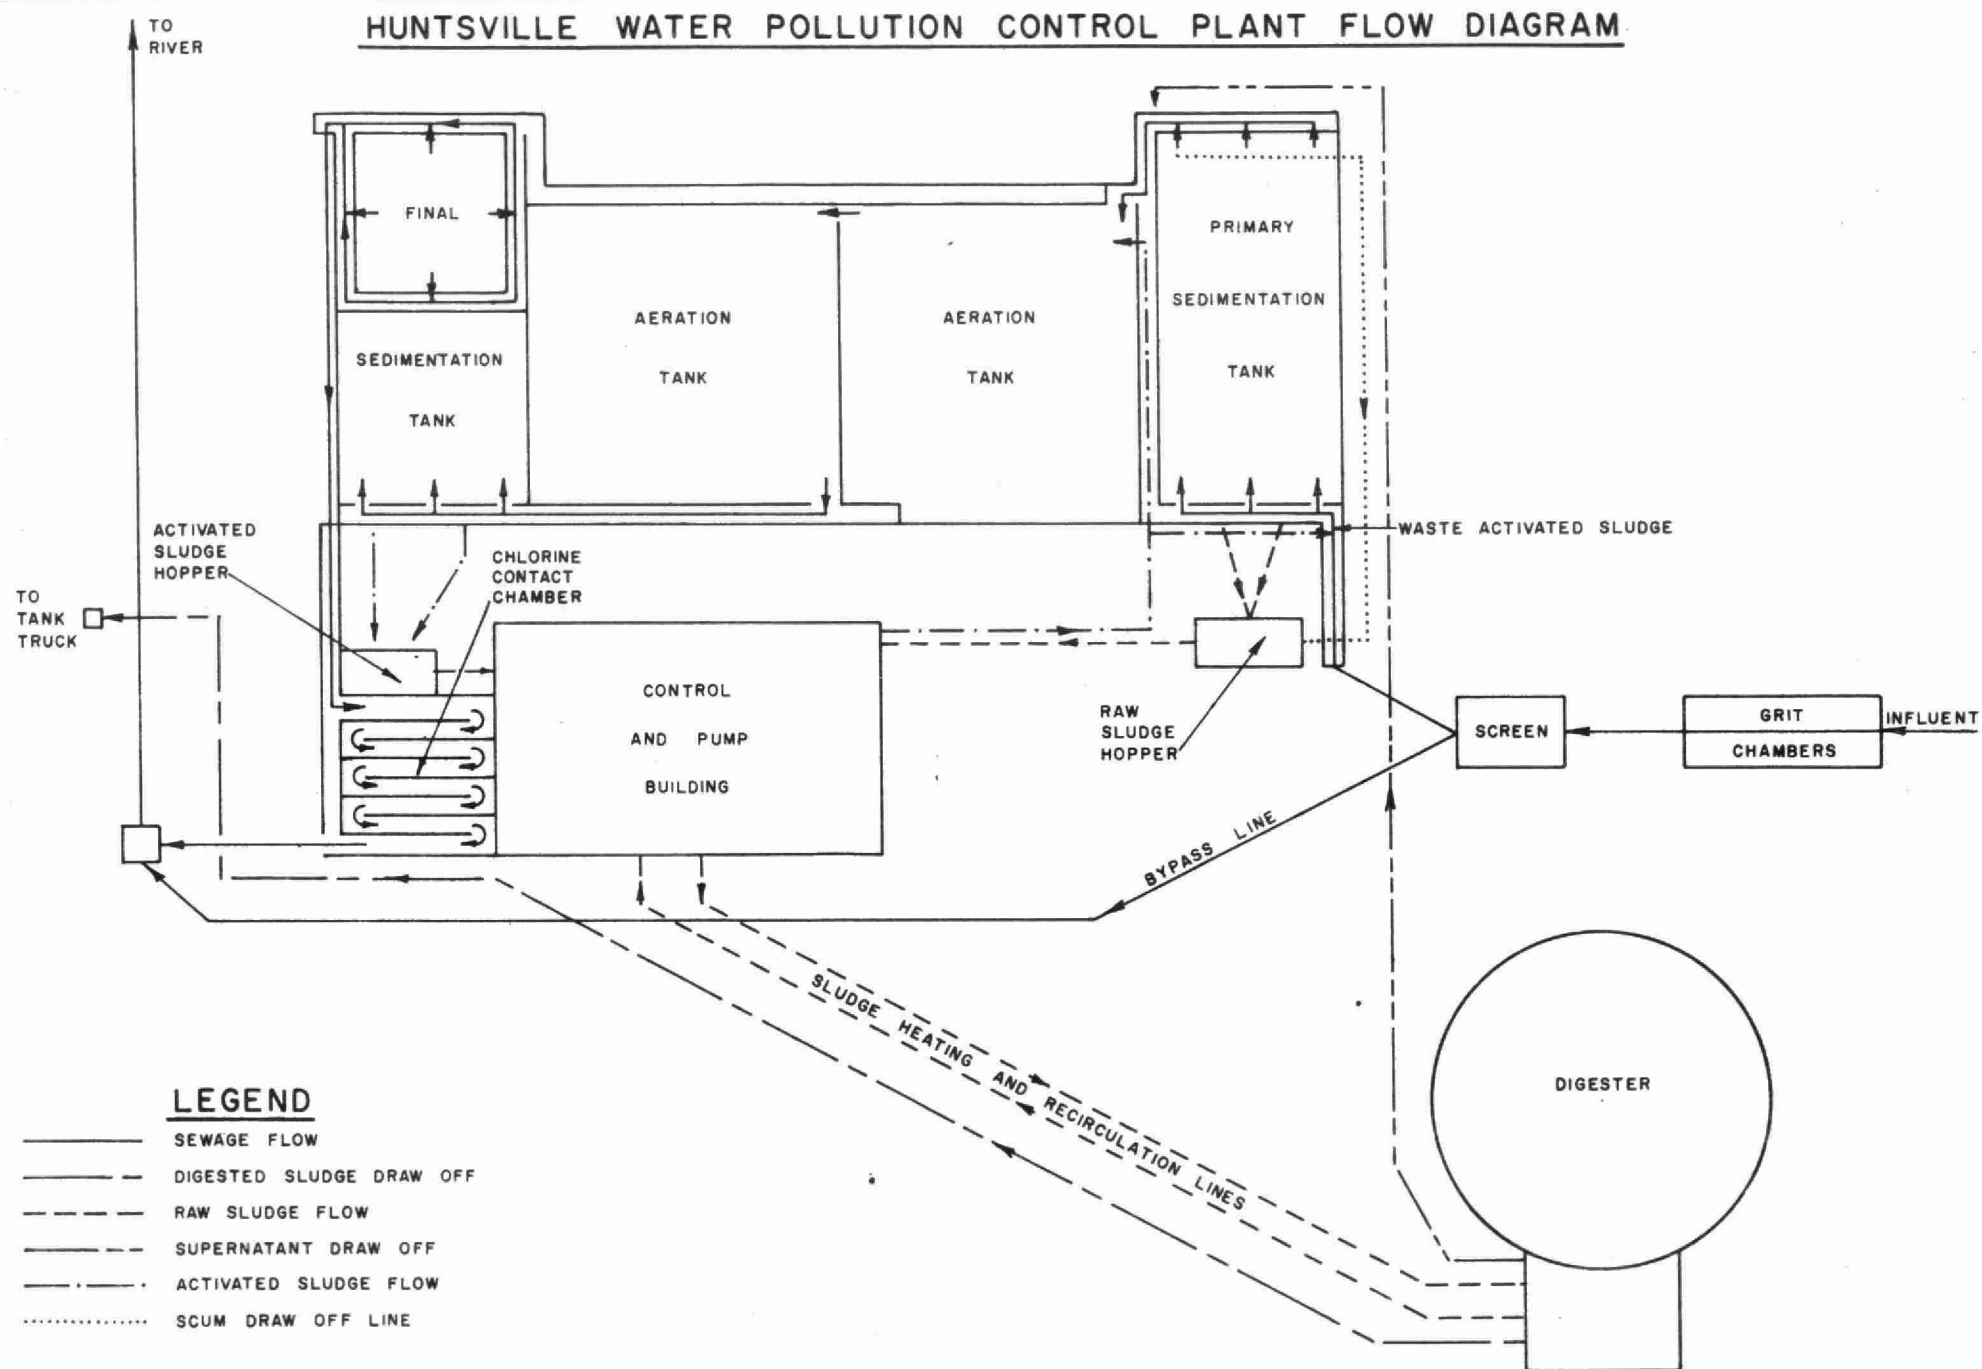 HUNTSVILLE WATER POLLUTION CONTROL PLANT FLOW DIAGRAM
TO
RIVER
FINAL
SEDIMENTATION
TANK
AERATION
TANK
AERATION
TANK
PRIMARY
SEDIMENTATION
TANK
ACTIVATED
SLUDGE
HOPPER
CHLORINE
CONTACT
CHAMBER
WASTE ACTIVATED SLUDGE
TO
TANK
TRUCK
CONTROL
AND PUMP
BUILDING
RAW
SLUDGE
HOPPER
SCREEN
GRIT
CHAMBERS
INFLUENT
BYPASS LINE
SLUDGE HEATING AND RECIRCULATION LINES
DIGESTER
LEGEND
SEWAGE FLOW
DIGESTED SLUDGE DRAW OFF
RAW SLUDGE FLOW
SUPERNATANT DRAW OFF
ACTIVATED SLUDGE FLOW
SCUM DRAW OFF LINE